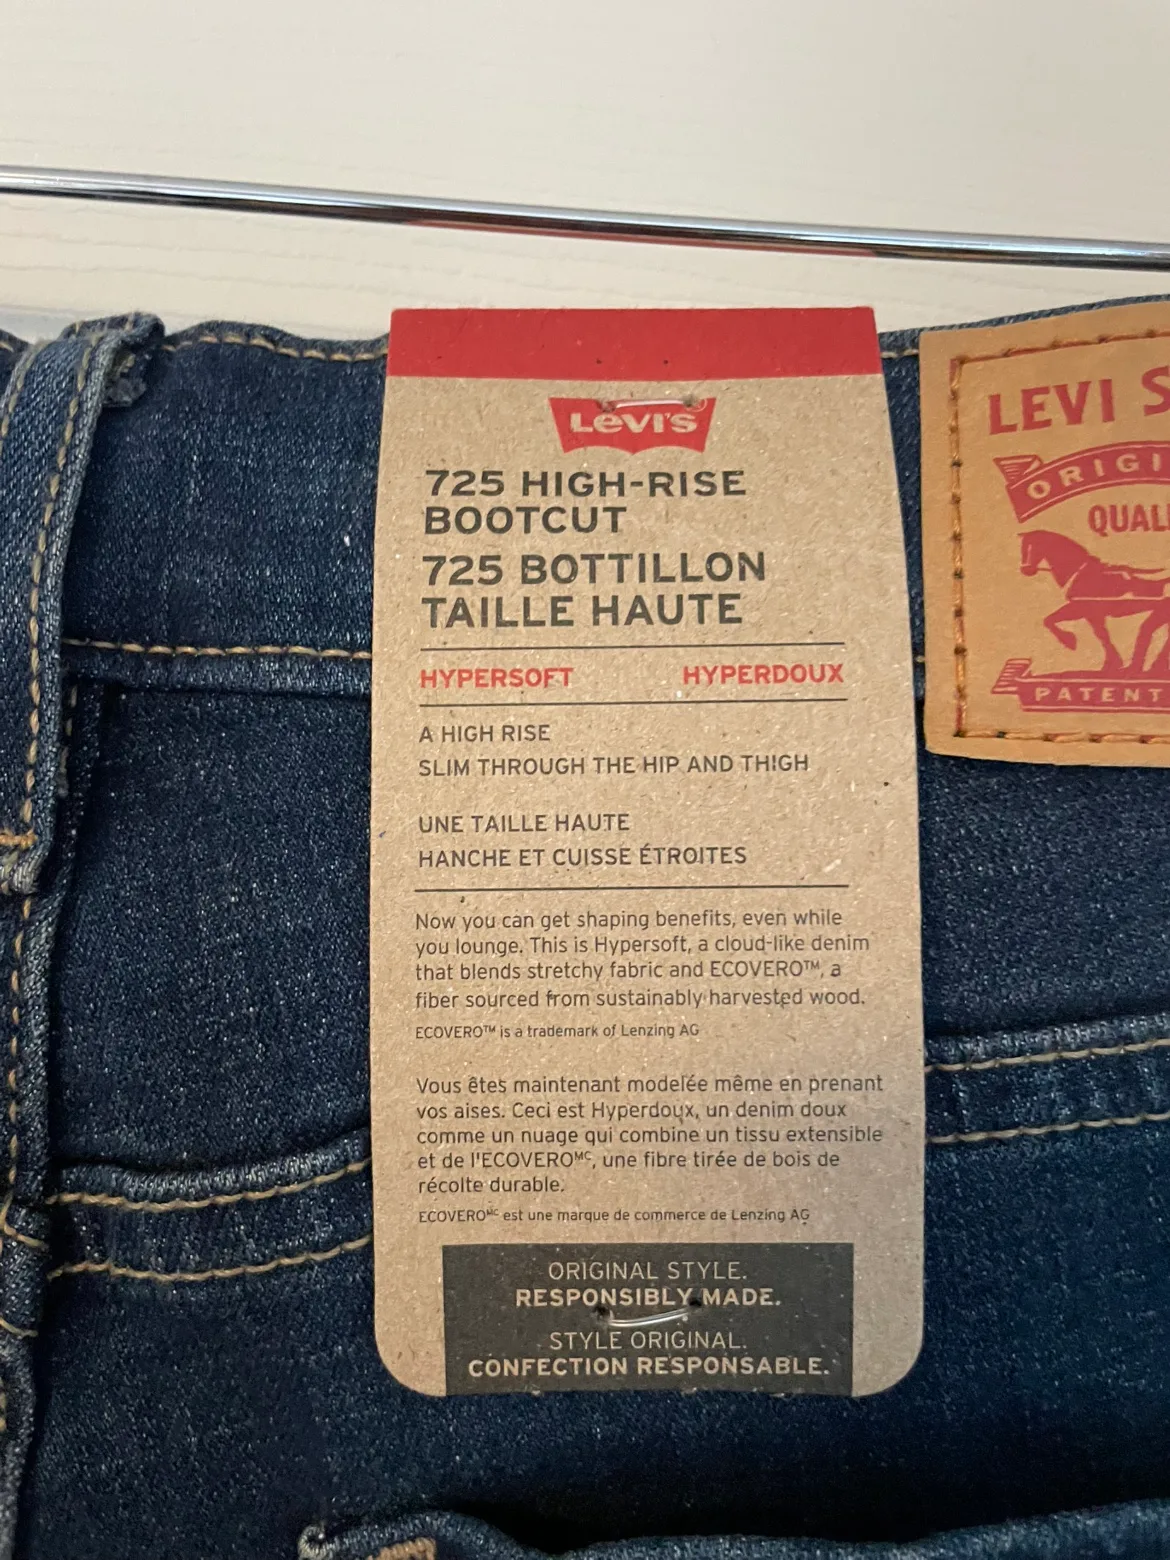 LEVI'S
725 HIGH-RISE
BOOTCUT
725 BOTTILLON
TAILLE HAUTE
HYPERSOFT HYPERDOUX
A HIGH RISE
SLIM THROUGH THE HIP AND THIGH
UNE TAILLE HAUTE
HANCHE ET CUISSE ÉTROITES
Now you can get shaping benefits, even while
you lounge. This is Hypersoft, a cloud-like denim
that blends stretchy fabric and ECOVERO™, a
fiber sourced from sustainably harvested wood.
ECOVERO™ is a trademark of Lenzing AG
Vous êtes maintenant modelée même en prenant
vos aises. Ceci est Hyperdoux, un denim doux
comme un nuage qui combine un tissu extensible
et de l'ECOVEROᴹᶜ, une fibre tirée de bois de
récolte durable.
ECOVEROᴹᶜ est une marque de commerce de Lenzing AG
ORIGINAL STYLE.
RESPONSIBLY MADE.
STYLE ORIGINAL.
CONFECTION RESPONSABLE.
LEVI S
ORIGI
QUAL
PATENT